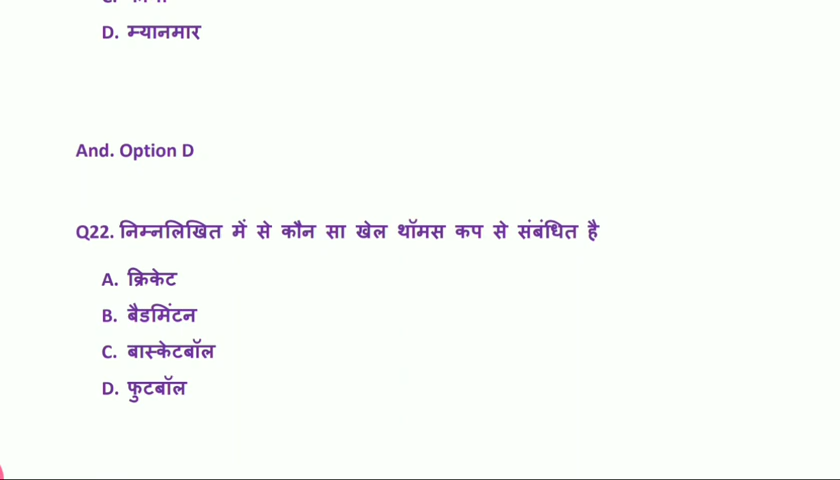 D. म्यानमार
And. Option D
Q22. निम्नलिखित में से कौन सा खेल थॉमस कप से संबंधित है
A. क्रिकेट
B. बैडमिंटन
C. बास्केटबॉल
D. फुटबॉल